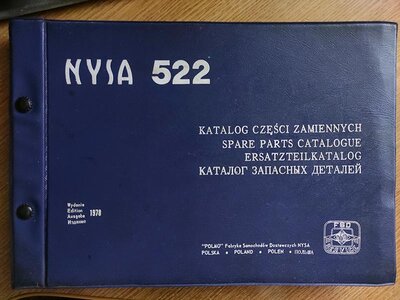 NYSA 522
KATALOG CZĘŚCI ZAMIENNYCH
SPARE PARTS CATALOGUE
ERSATZTEILKATALOG
КАТАЛОГ ЗАПАСНЫХ ДЕТАЛЕЙ
Wydanie
Edition
Ausgabe
Издание
1978
FSD
"POLMO" Fabryka Samochodów Dostawczych NYSA
POLSKA • POLAND • POLEN • ПОЛЬША